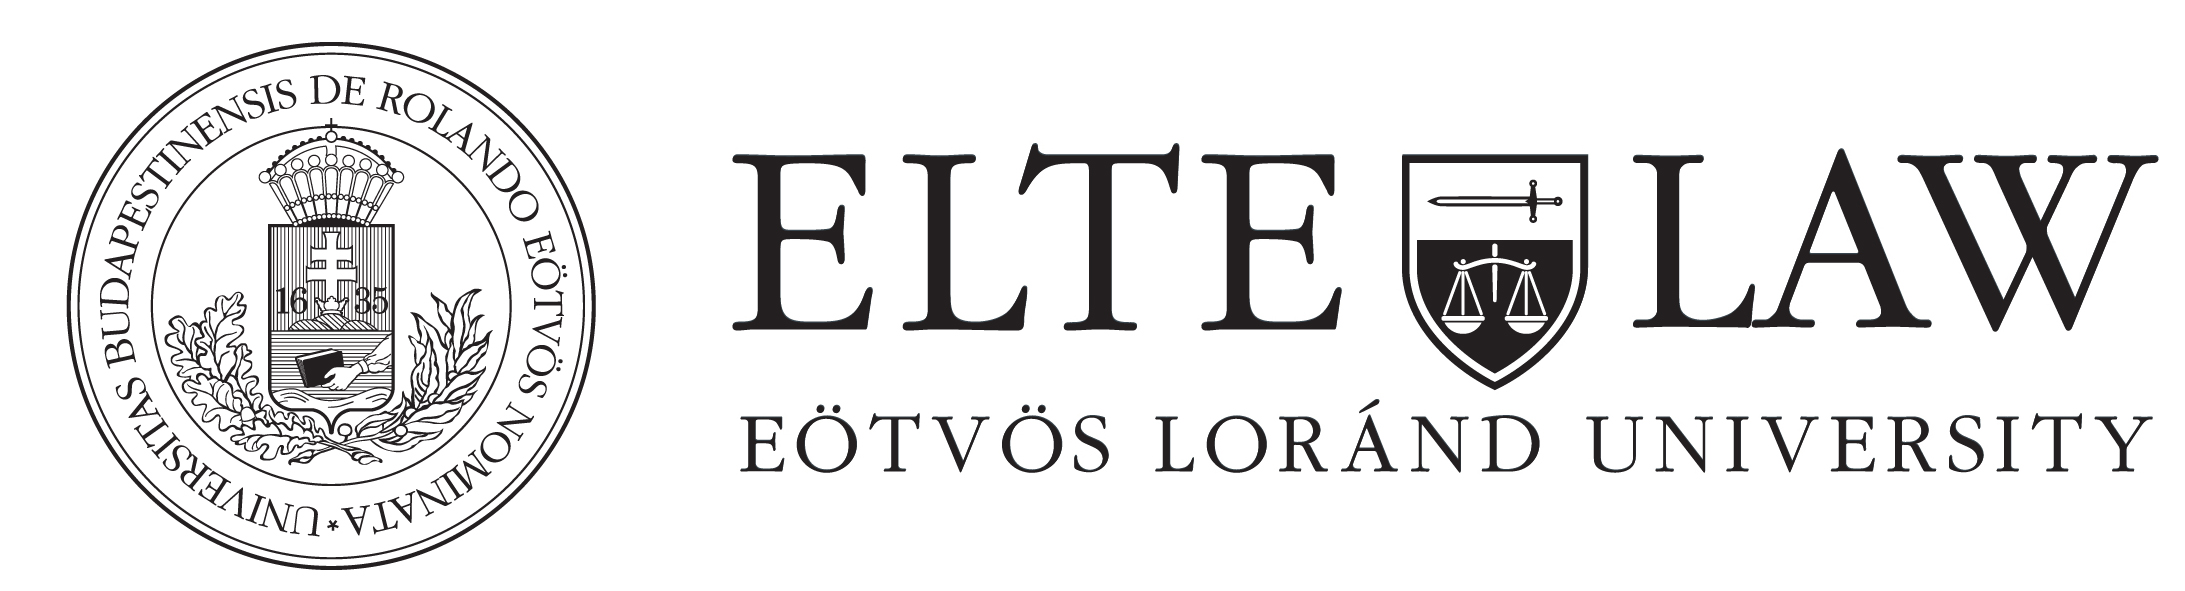 UNIVERSITAS BUDAPESTINENSIS DE ROLANDO EÖTVÖS NOMINATA *
16 35
ELTE LAW
EÖTVÖS LORÁND UNIVERSITY